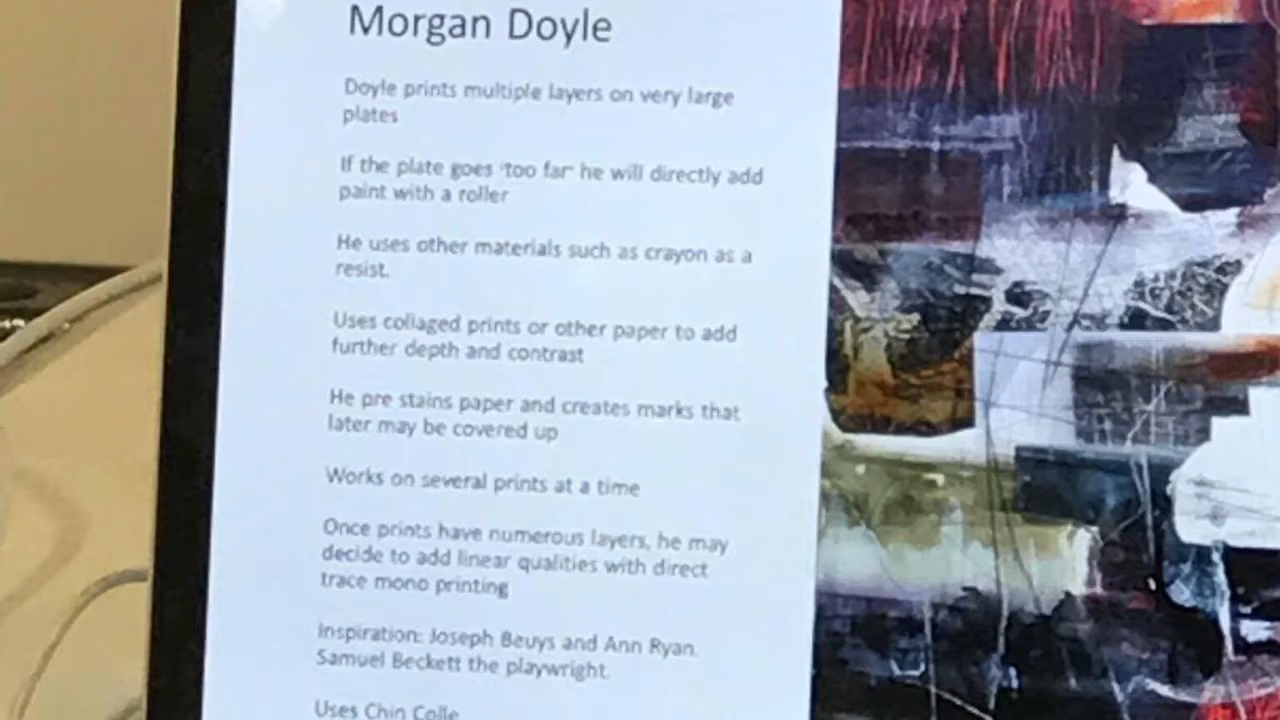 Morgan Doyle
Doyle prints multiple layers on very large
plates
If the plate goes 'too far' he will directly add
paint with a roller
He uses other materials such as crayon as a
resist.
Uses collaged prints or other paper to add
further depth and contrast
He pre stains paper and creates marks that
later may be covered up
Works on several prints at a time
Once prints have numerous layers, he may
decide to add linear qualities with direct
trace mono printing
Inspiration: Joseph Beuys and Ann Ryan.
Samuel Beckett the playwright.
Uses Chin Colle